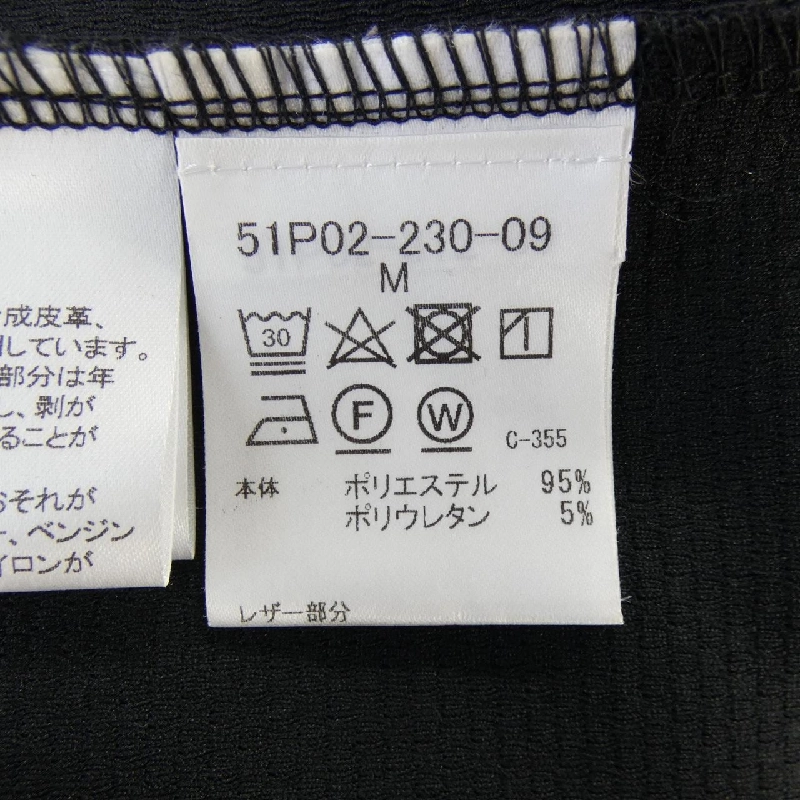 成皮革、
しています。
部分は年
し、剥が
ることが
おそれが
、ベンジン
イロンが
51P02-230-09
M
30
F W C-355
本体 ポリエステル 95%
ポリウレタン 5%
レザー部分